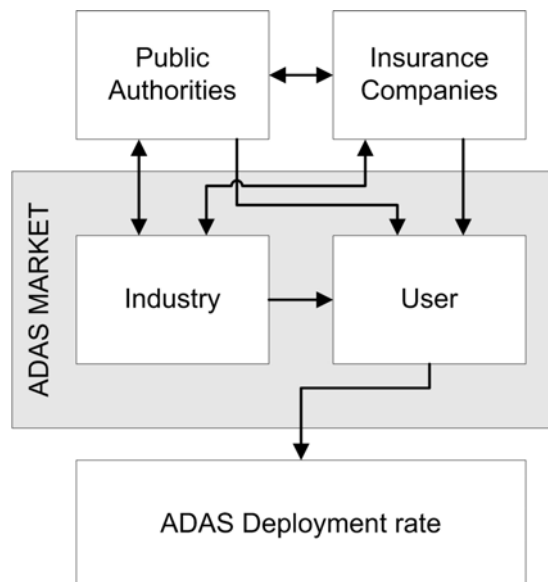 Public
Authorities
Insurance
Companies
ADAS MARKET
Industry
User
ADAS Deployment rate